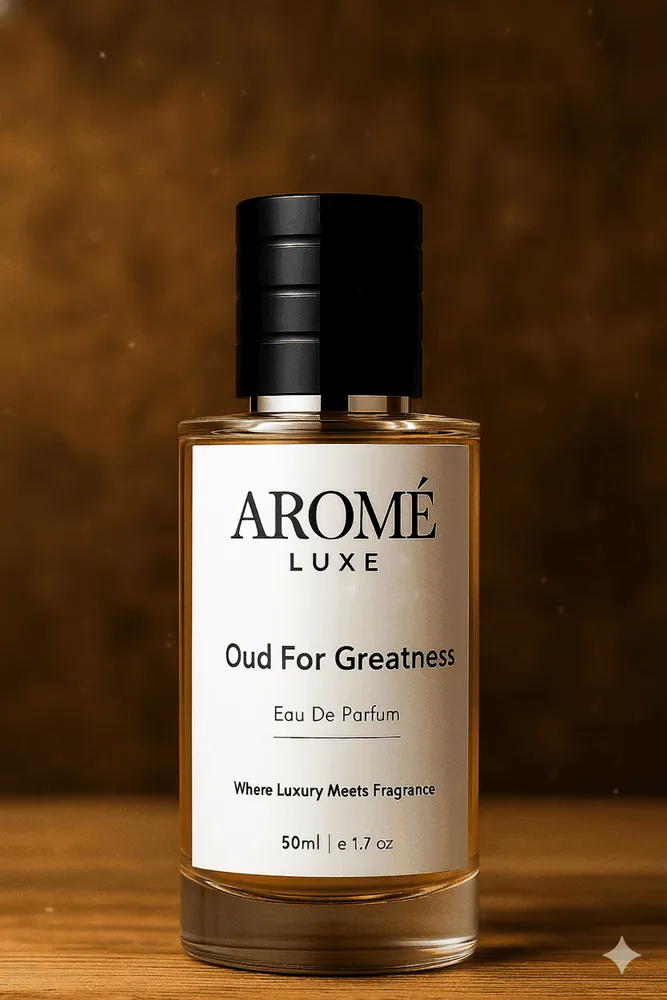 AROMÉ
LUXE
Oud For Greatness
Eau De Parfum
Where Luxury Meets Fragrance
50ml | e 1.7 oz